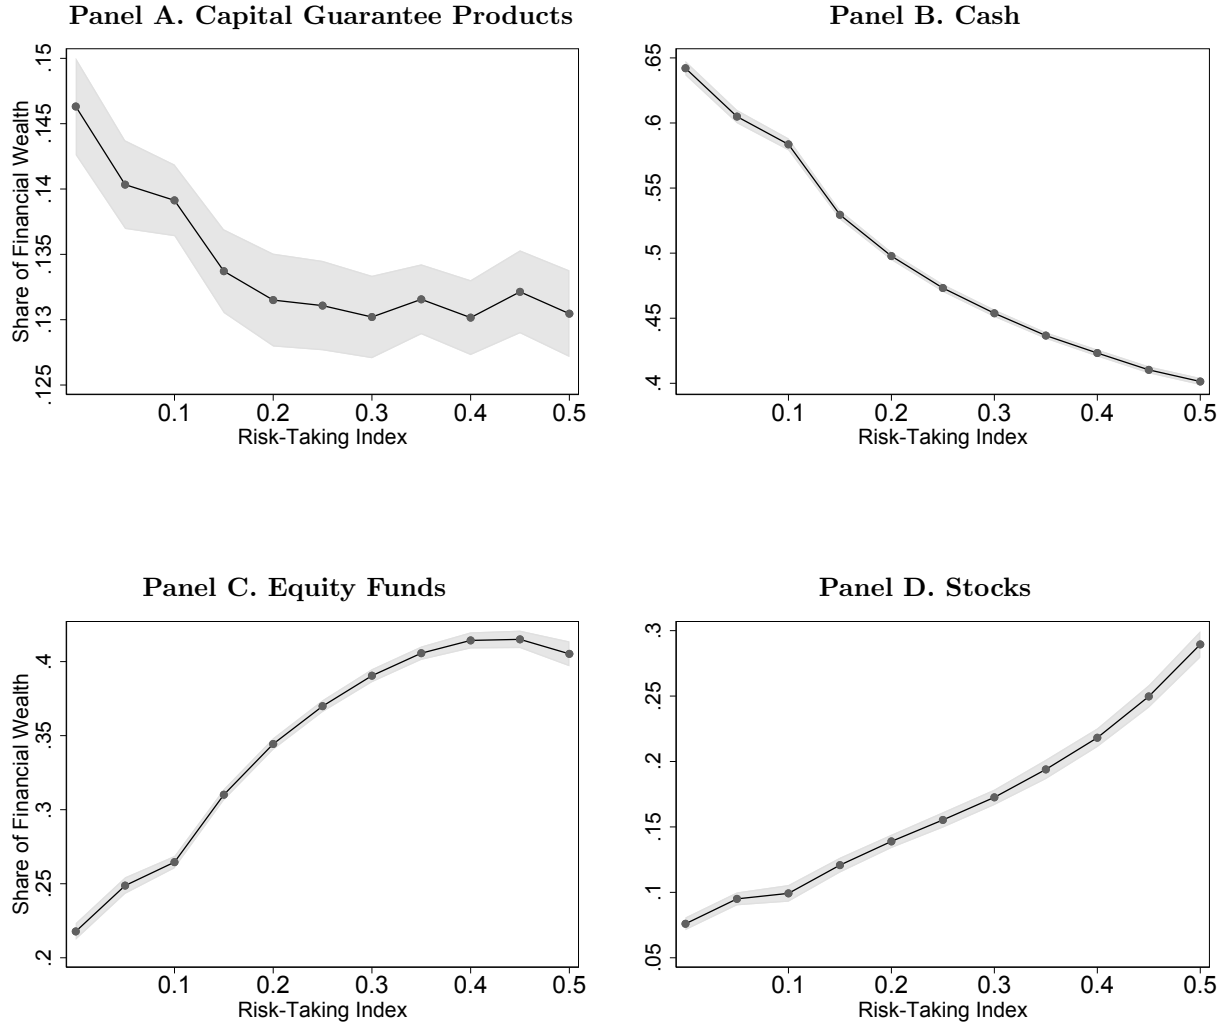 Panel A. Capital Guarantee Products
Share of Financial Wealth
.15
.145
.14
.135
.13
.125
0.1 0.2 0.3 0.4 0.5
Risk-Taking Index
Panel B. Cash
.65
.6
.55
.5
.45
.4
0.1 0.2 0.3 0.4 0.5
Risk-Taking Index
Panel C. Equity Funds
Share of Financial Wealth
.4
.35
.3
.25
.2
0.1 0.2 0.3 0.4 0.5
Risk-Taking Index
Panel D. Stocks
.3
.25
.2
.15
.1
.05
0.1 0.2 0.3 0.4 0.5
Risk-Taking Index